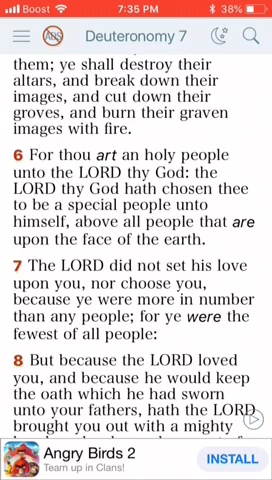 Boost 7:35 PM 38%
ADS Deuteronomy 7
them; ye shall destroy their
altars, and break down their
images, and cut down their
groves, and burn their graven
images with fire.
6 For thou art an holy people
unto the LORD thy God: the
LORD thy God hath chosen thee
to be a special people unto
himself, above all people that are
upon the face of the earth.
7 The LORD did not set his love
upon you, nor choose you,
because ye were more in number
than any people; for ye were the
fewest of all people:
8 But because the LORD loved
you, and because he would keep
the oath which he had sworn
unto your fathers, hath the LORD
brought you out with a mighty
Angry Birds 2
Team up in Clans!
INSTALL